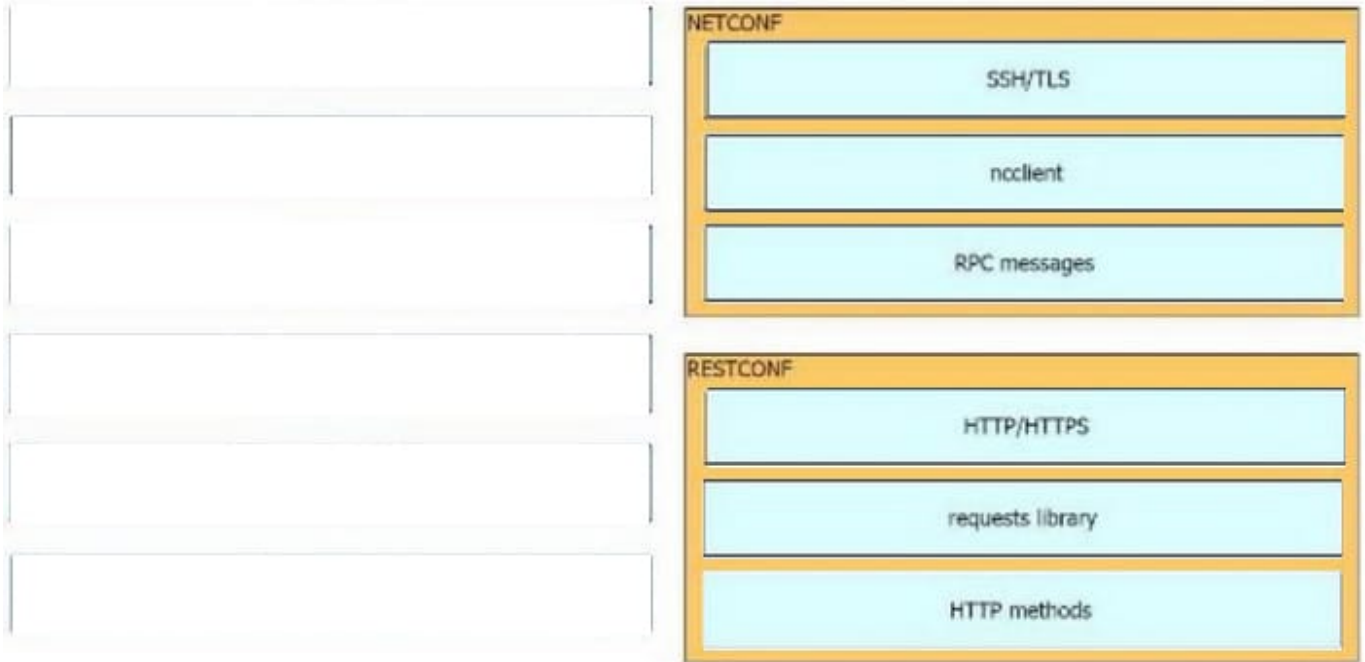 NETCONF
SSH/TLS
ncclient
RPC messages
RESTCONF
HTTP/HTTPS
requests library
HTTP methods